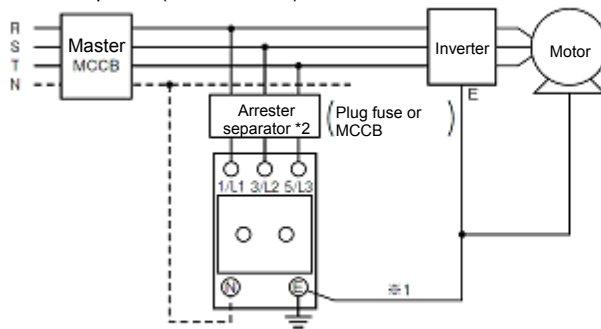 R
S
T
N
Master
MCCB
Inverter
Motor
E
Arrester
separator *2
(Plug fuse or
MCCB)
1/L1 3/L2 5/L3
N
E
※1